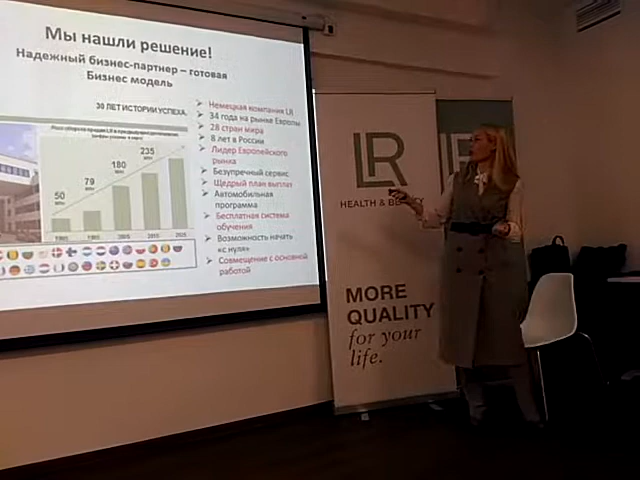 Мы нашли решение!
Надежный бизнес-партнер – готовая
Бизнес модель
30 ЛЕТ ИСТОРИИ УСПЕХА.
50
79
180
235
Немецкая компания LR
34 года на рынке Европы
28 стран мира
8 лет в России
Лидер Европейского
рынка
Безупречный сервис
Щедрый план выплат
Автомобильная
программа
Бесплатная система
обучения
Возможность начать
«с нуля»
Совмещение с основной
работой
LR
HEALTH & BEAUTY
MORE
QUALITY
for your
life.